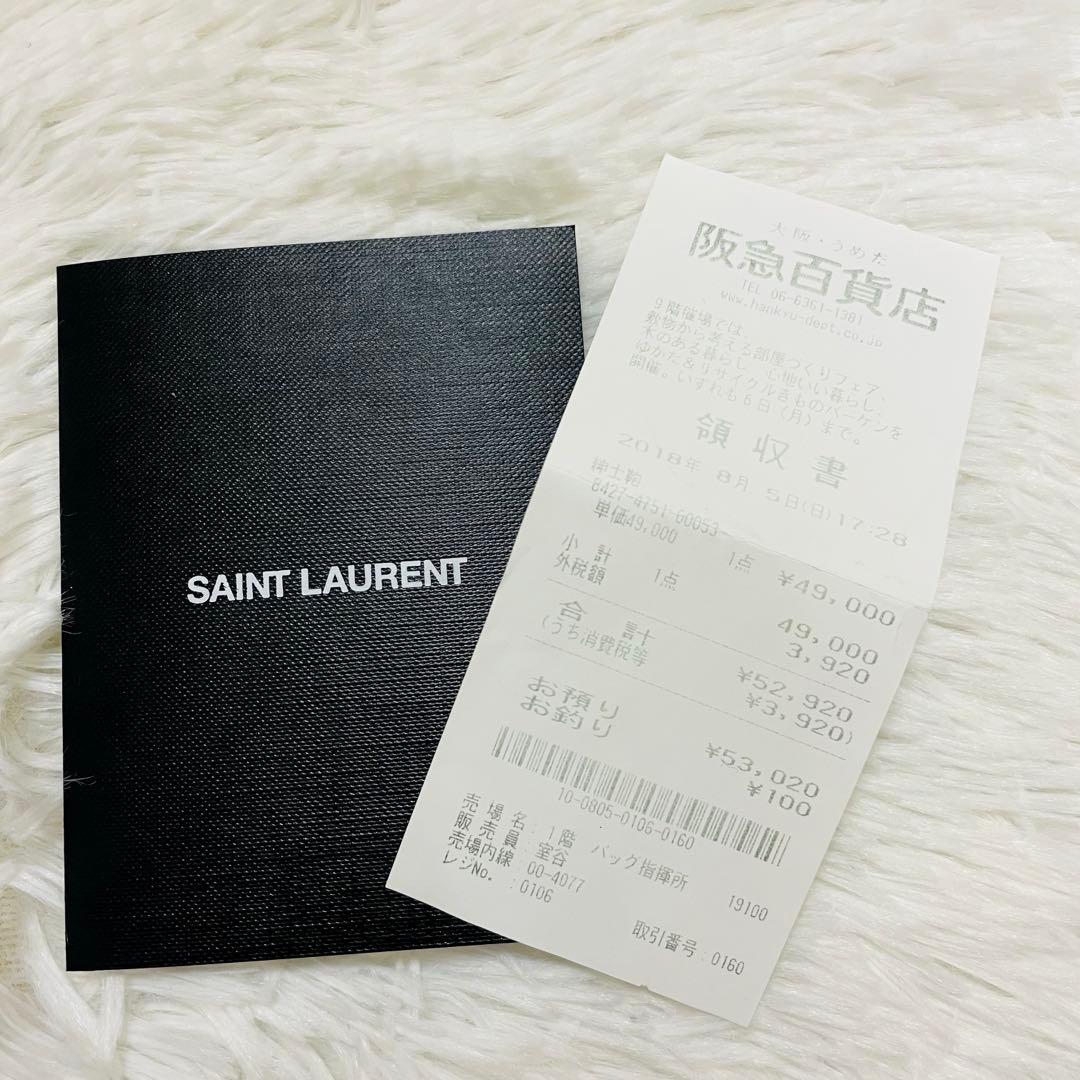 SAINT LAURENT
大阪・うめだ
阪急百貨店
TEL 06-6361-1381
www.hankyu-dept.co.jp
9階催場では、
敷物から考える部屋づくりフェア、
木のある暮らし 心地いい暮らし、
ゆかた&リサイクルきものバーゲンを
開催。いずれも6日(月)まで。
領収書
2018年 8月 5日(日)17:28
紳士鞄
8427-4751-60053
単価49,000 1点 ¥49,000
小計 1点 49,000
外税額 3,920
合計 ¥52,920
(うち消費税等 ¥3,920)
お預り ¥53,020
お釣り ¥100
10-0805-0106-0160
売場名:1階 バッグ指揮所
販売員:室谷 19100
売場内線 00-4077
レジNo. :0106 取引番号:0160